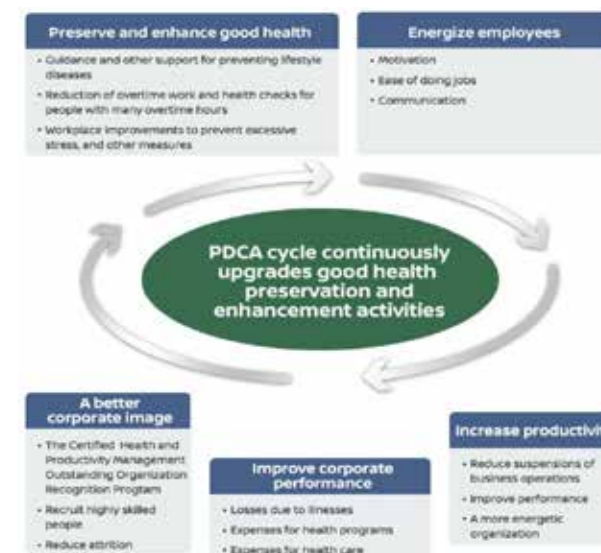 Preserve and enhance good health
• Guidance and other support for preventing lifestyle
diseases
• Reduction of overtime work and health checks for
people with many overtime hours
• Workplace improvements to prevent excessive
stress, and other measures
Energize employees
• Motivation
• Ease of doing jobs
• Communication
PDCA cycle continuously
upgrades good health
preservation and
enhancement activities
A better
corporate image
• The Certified Health and
Productivity Management
Outstanding Organization
Recognition Program
• Recruit highly skilled
people
• Reduce attrition
Improve corporate
performance
• Losses due to illnesses
• Expenses for health programs
• Expenses for health care
Increase productivi
• Reduce suspensions of
business operations
• Improve performance
• A more energetic
organization